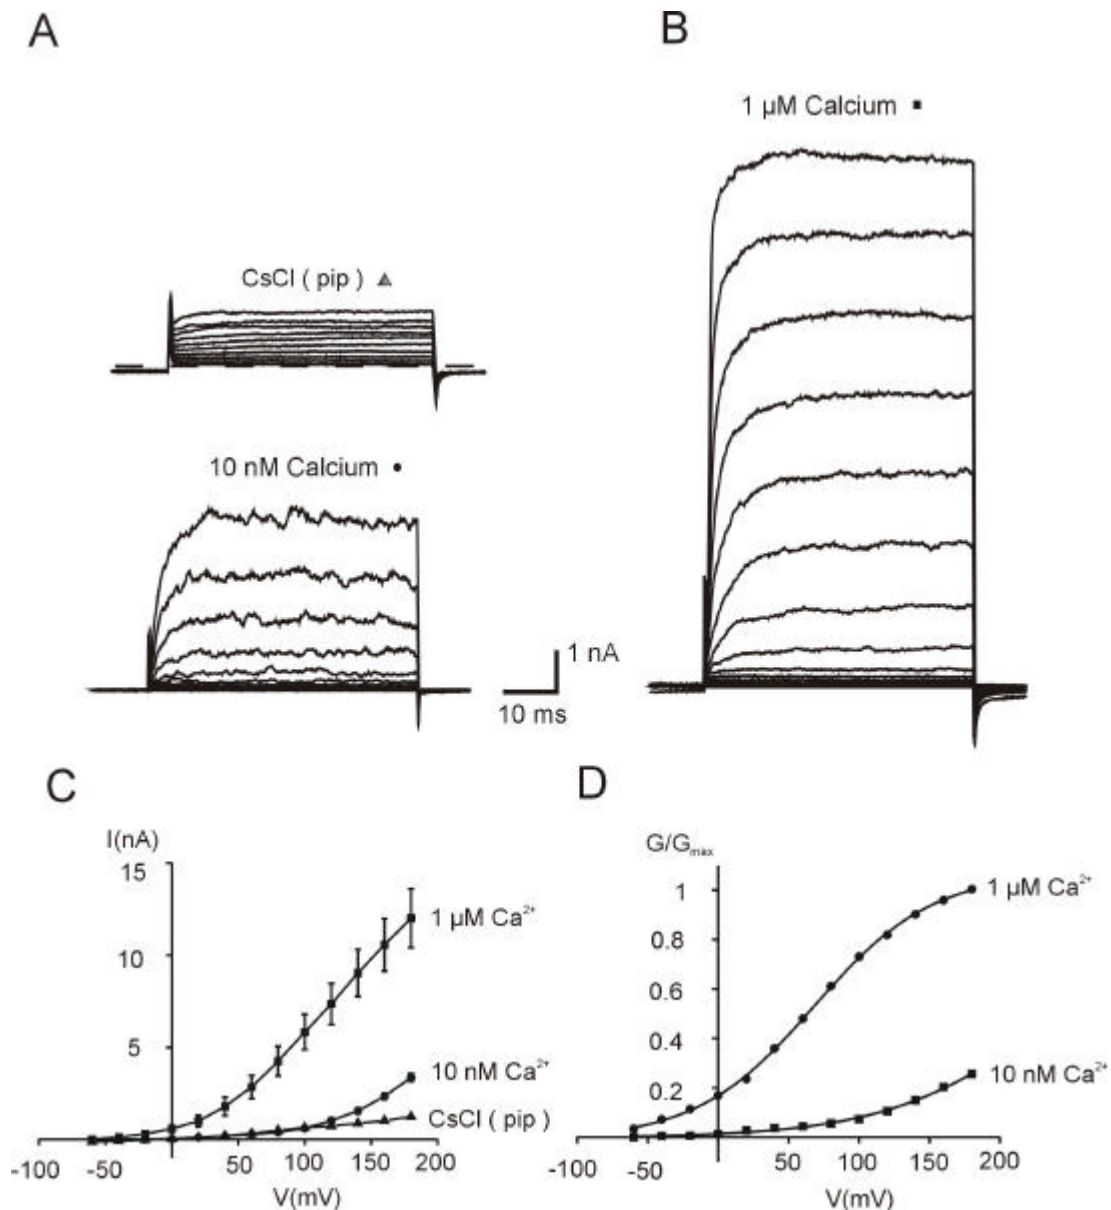 A
B
1 µM Calcium ■
CsCl ( pip ) ▲
10 nM Calcium •
1 nA
10 ms
C
D
I(nA)
15
10
5
1 µM Ca²⁺
10 nM Ca²⁺
CsCl ( pip )
-100 -50 50 100 150 200
V(mV)
G/Gmax
1
0.8
0.6
0.4
0.2
1 µM Ca²⁺
10 nM Ca²⁺
-100 -50 50 100 150 200
V(mV)